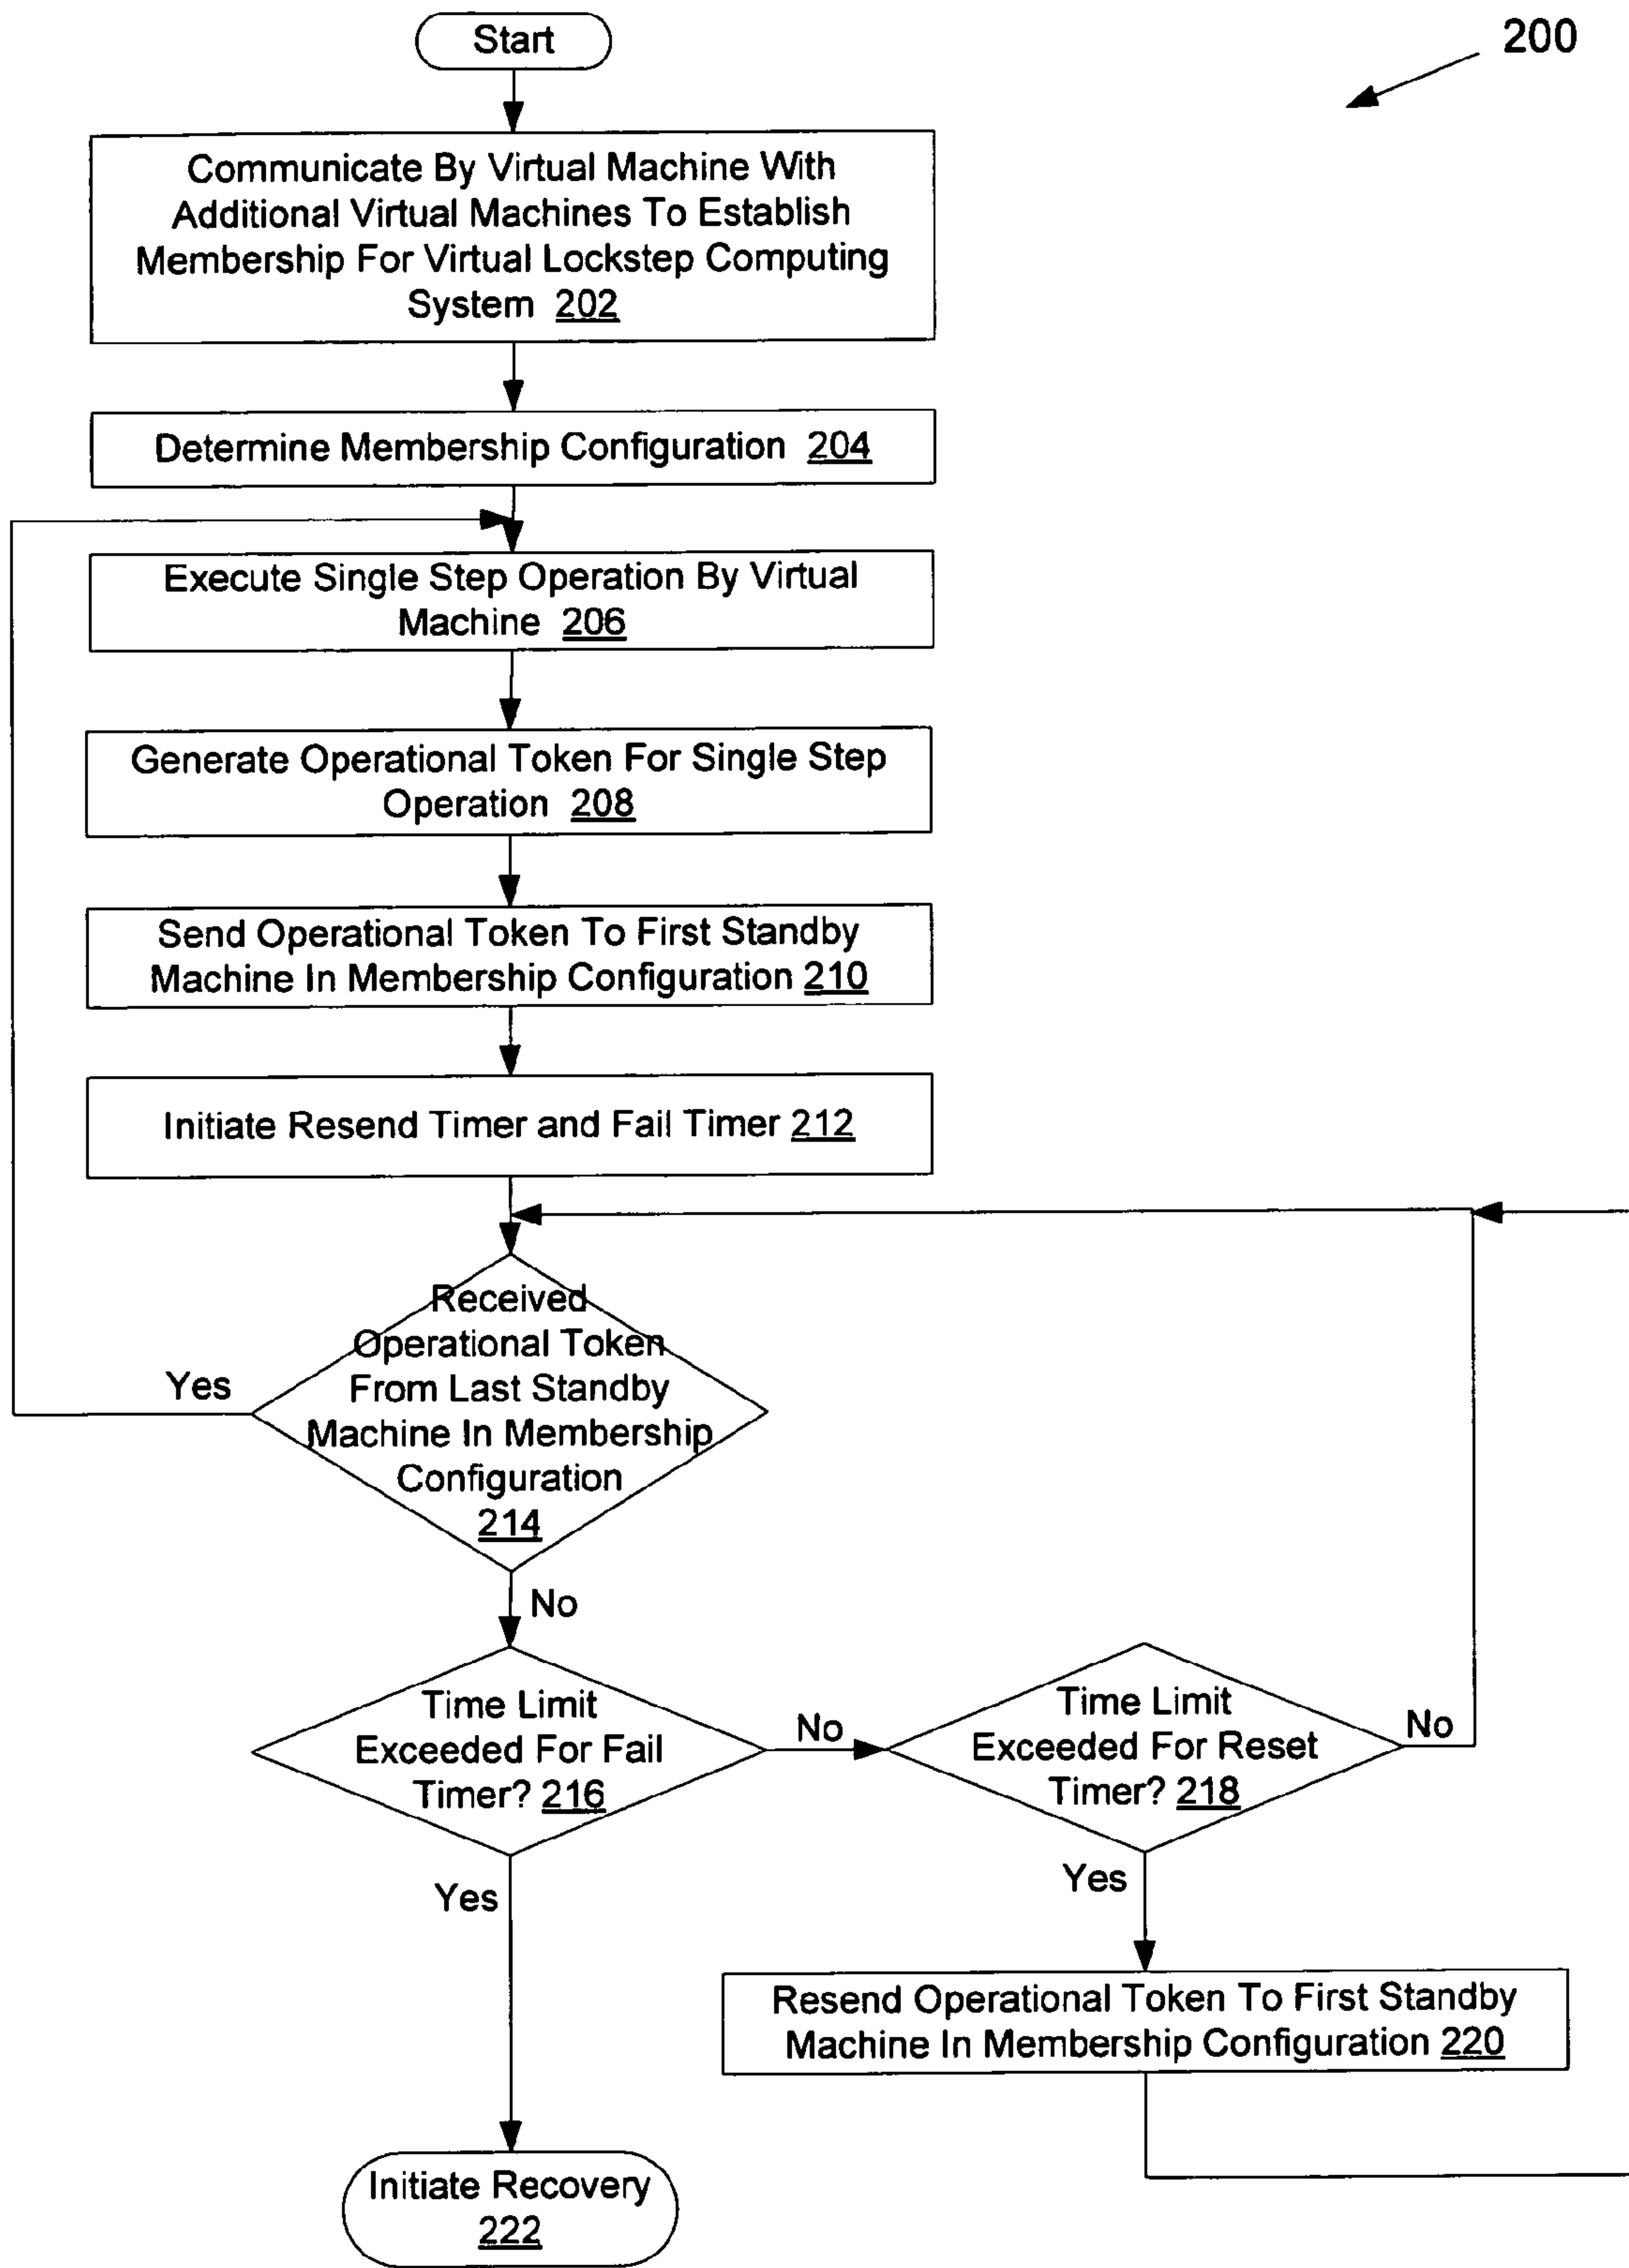 Start
200
Communicate By Virtual Machine With
Additional Virtual Machines To Establish
Membership For Virtual Lockstep Computing
System 202
Determine Membership Configuration 204
Execute Single Step Operation By Virtual
Machine 206
Generate Operational Token For Single Step
Operation 208
Send Operational Token To First Standby
Machine In Membership Configuration 210
Initiate Resend Timer and Fail Timer 212
Received
Operational Token
From Last Standby
Machine In Membership
Configuration
214
Yes
No
Time Limit
Exceeded For Fail
Timer? 216
No
Time Limit
Exceeded For Reset
Timer? 218
No
Yes
Yes
Resend Operational Token To First Standby
Machine In Membership Configuration 220
Initiate Recovery
222